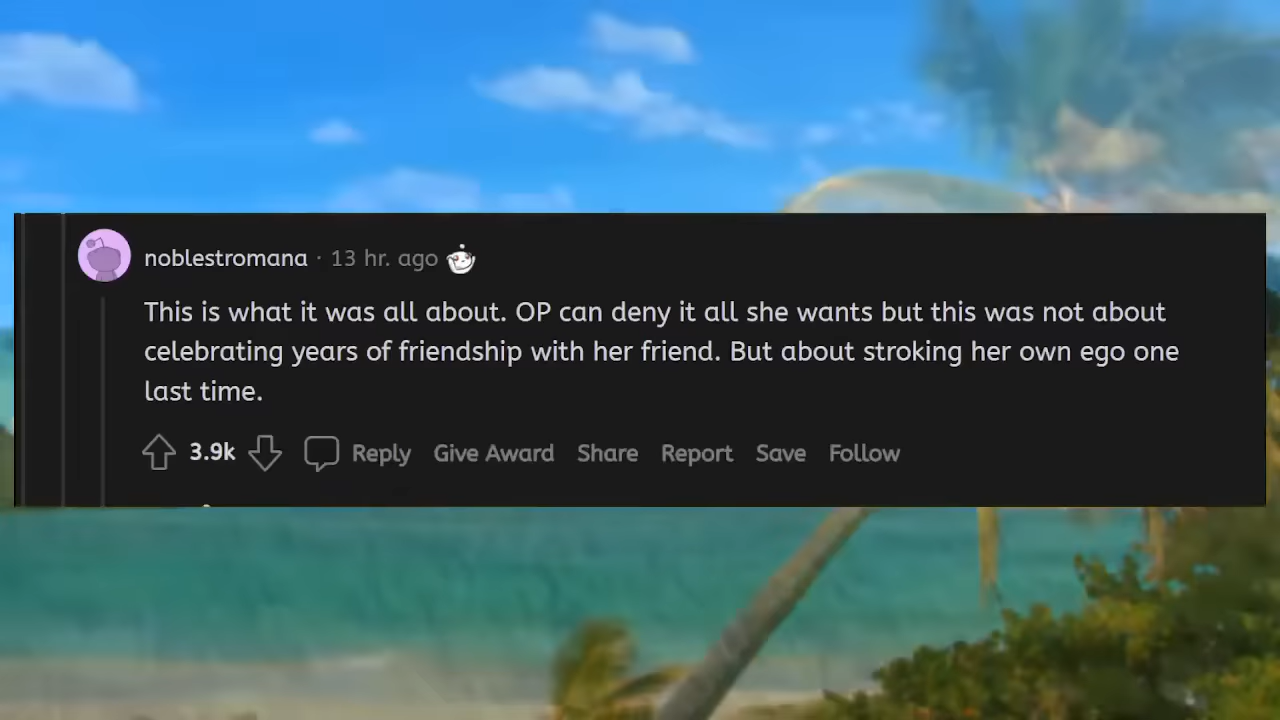 noblestromana · 13 hr. ago
This is what it was all about. OP can deny it all she wants but this was not about
celebrating years of friendship with her friend. But about stroking her own ego one
last time.
3.9k Reply Give Award Share Report Save Follow